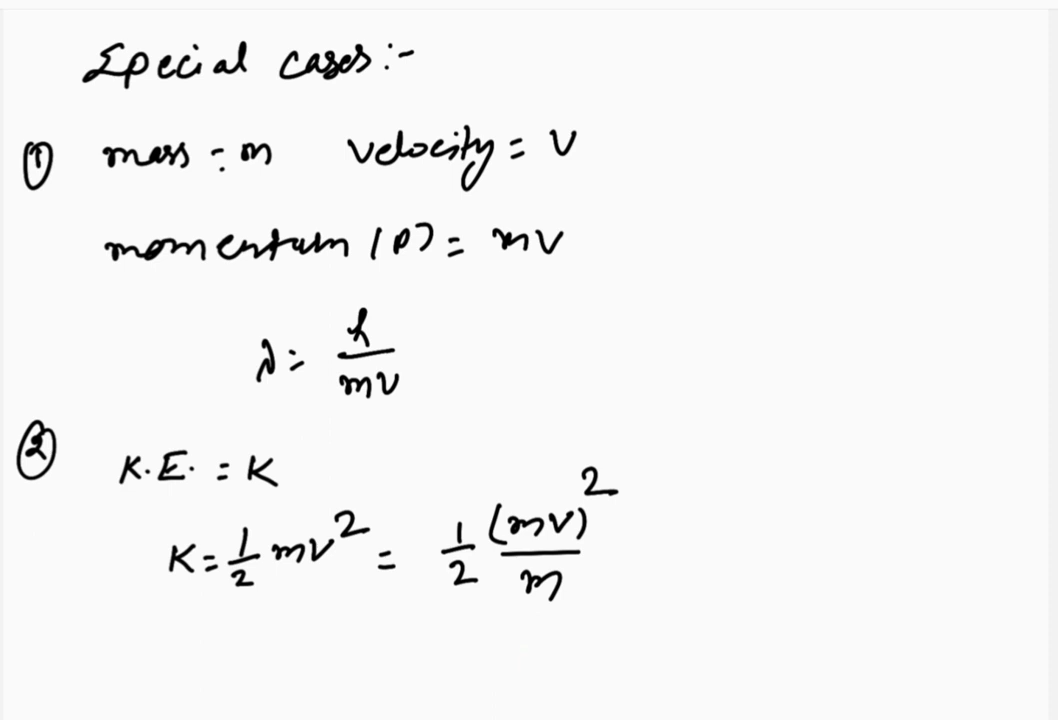 Special cases:-
① mass = m velocity = v
momentum (p) = mv
λ = h/mv
② K.E. = K
K = 1/2 mv² = 1/2 (mv)²/m